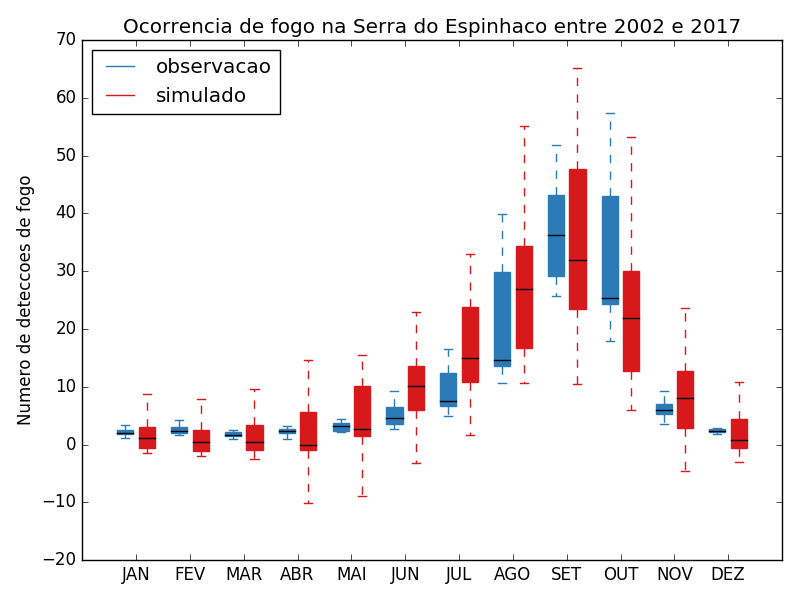 Ocorrencia de fogo na Serra do Espinhaco entre 2002 e 2017
observacao
simulado
Numero de deteccoes de fogo
70
60
50
40
30
20
10
0
−10
−20
JAN FEV MAR ABR MAI JUN JUL AGO SET OUT NOV DEZ